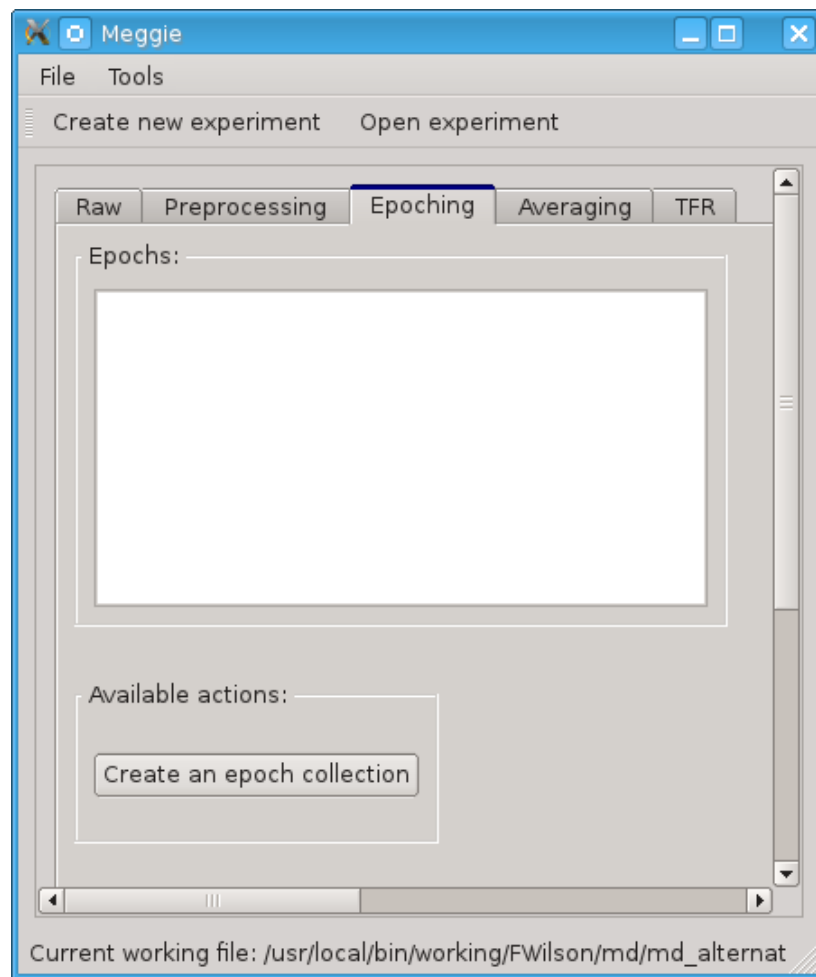 Meggie
File Tools
Create new experiment Open experiment
Raw Preprocessing Epoching Averaging TFR
Epochs:
Available actions:
Create an epoch collection
Current working file: /usr/local/bin/working/FWilson/md/md_alternat